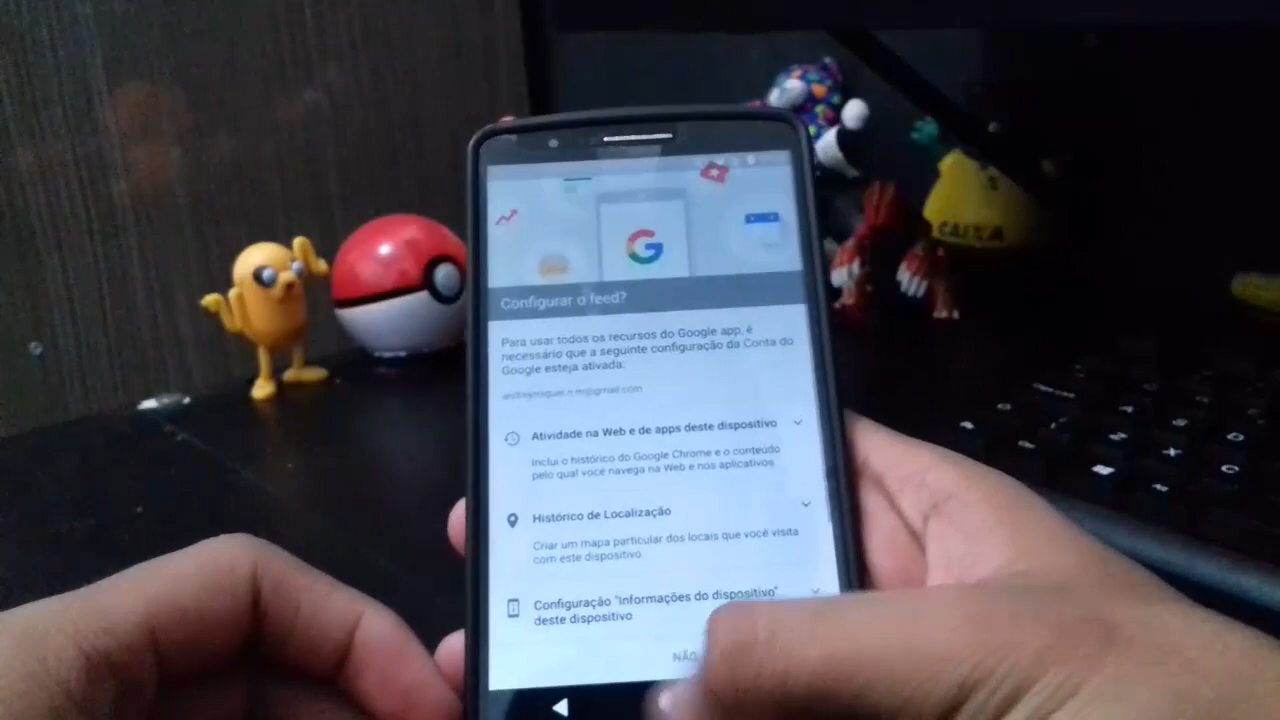 G
CAIXA
Configurar o feed?
Para usar todos os recursos do Google app, é
necessário que a seguinte configuração da Conta do
Google esteja ativada:
Atividade na Web e de apps deste dispositivo
Inclui o histórico do Google Chrome e o conteúdo
pelo qual você navega na Web e nos aplicativos.
Histórico de Localização
Criar um mapa particular dos locais que você visita
com este dispositivo.
Configuração "Informações do dispositivo"
deste dispositivo
NÃO